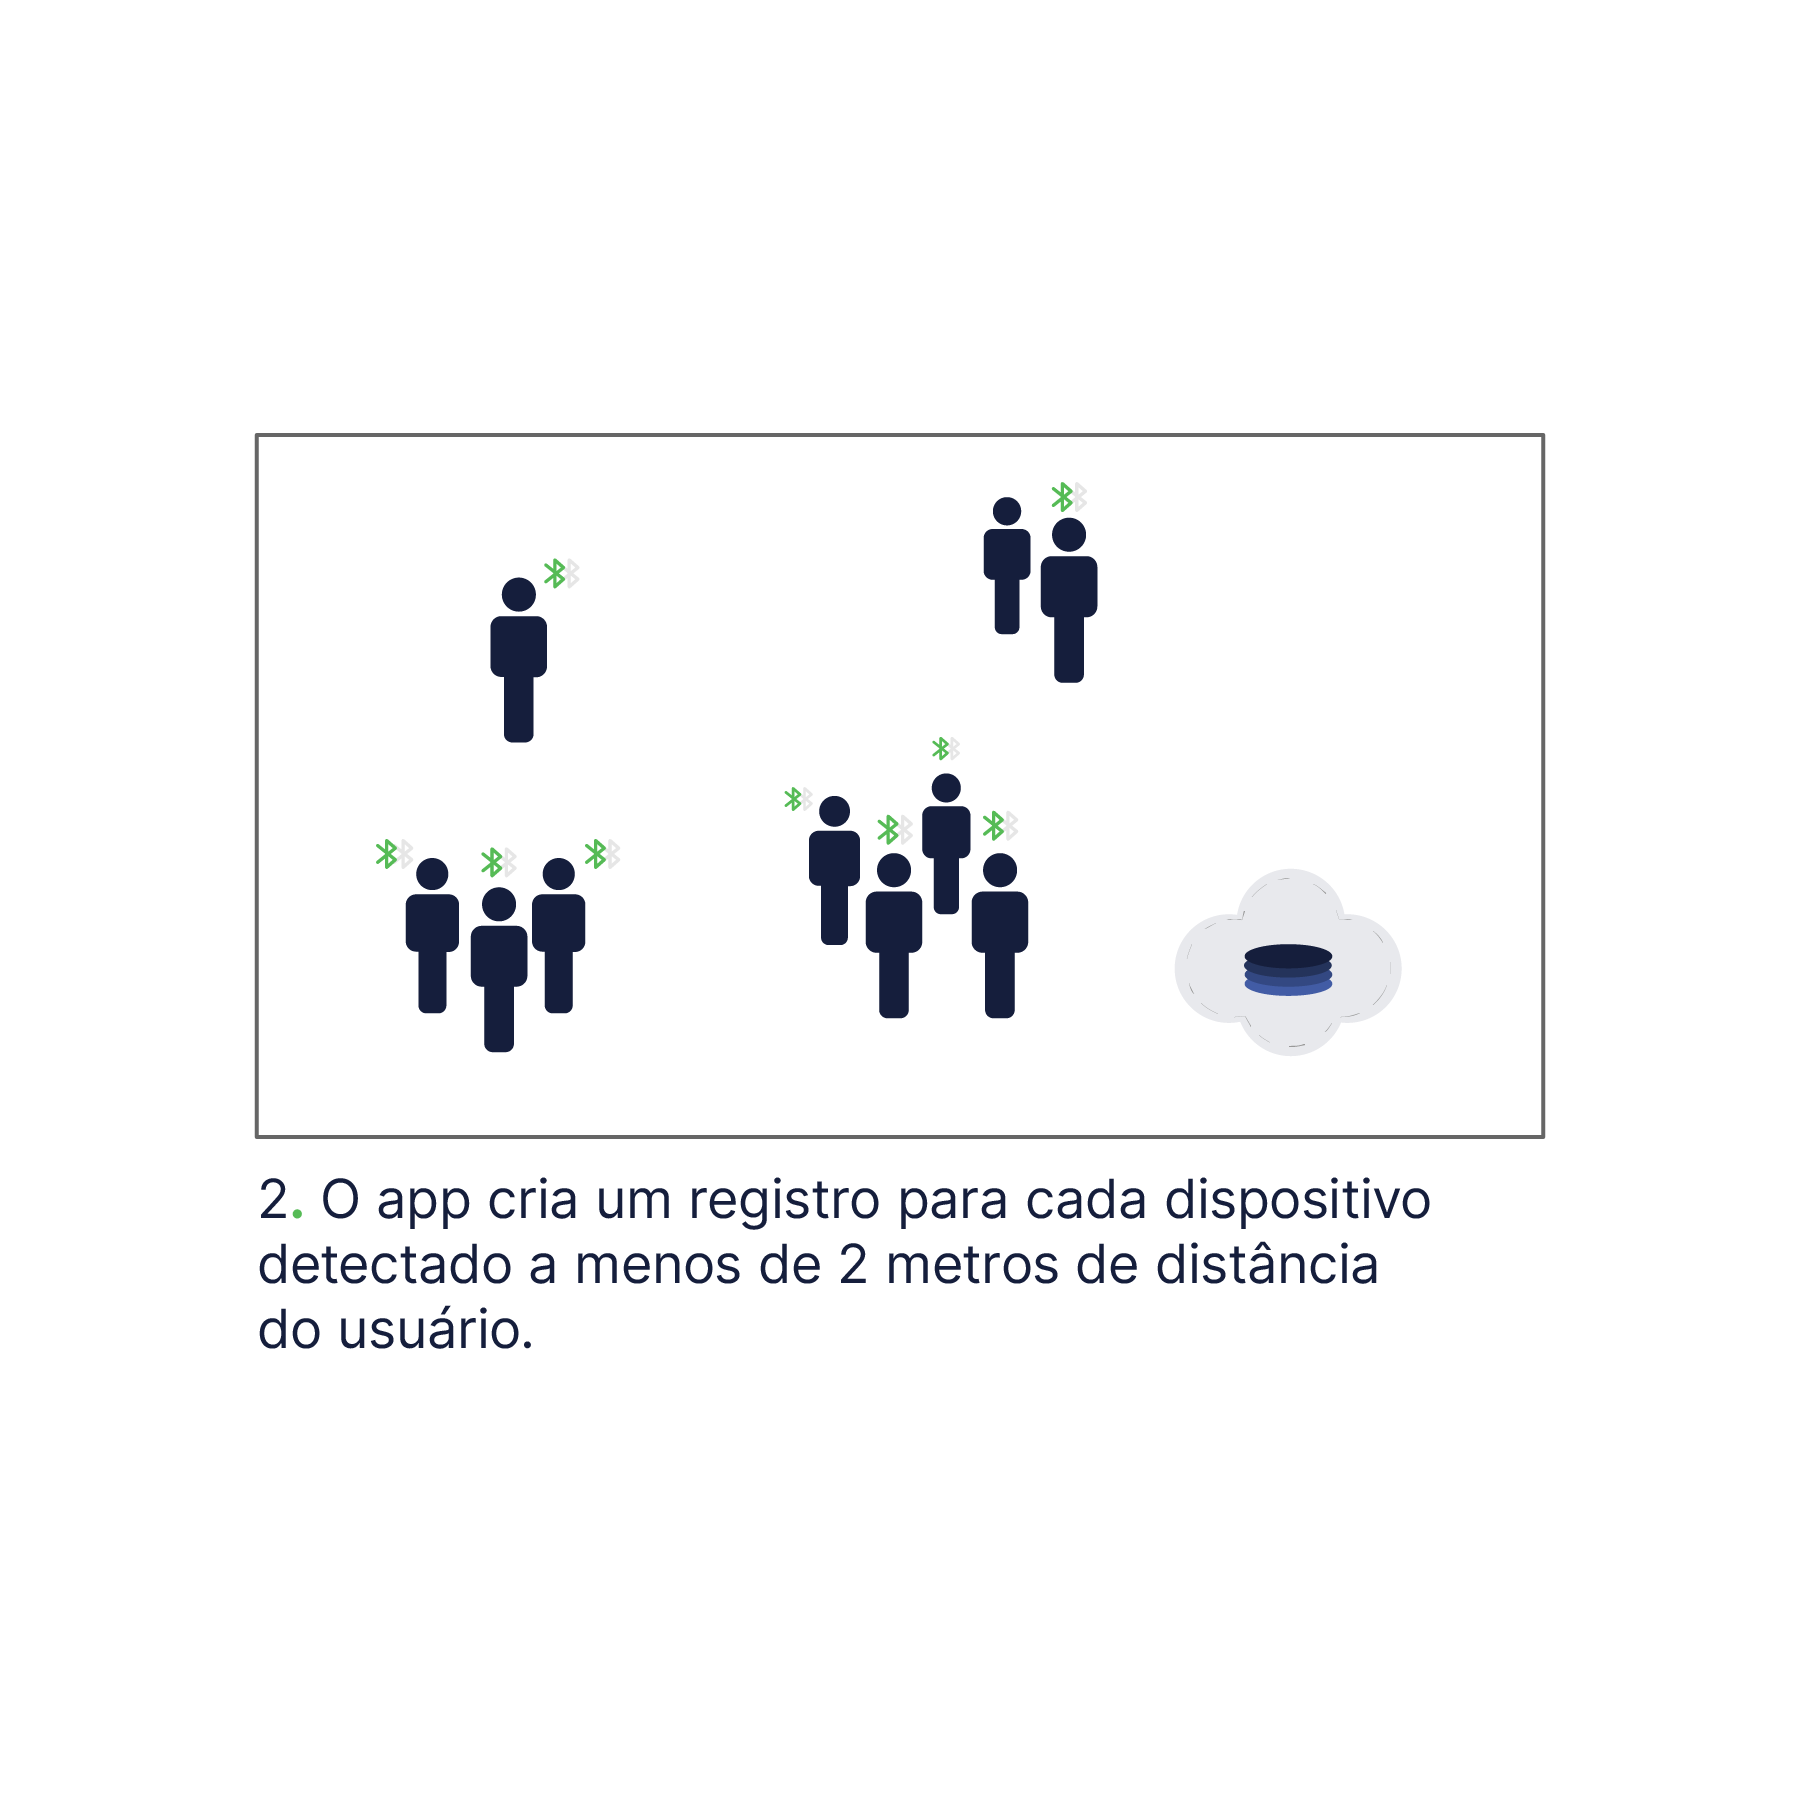 2. O app cria um registro para cada dispositivo
detectado a menos de 2 metros de distância
do usuário.